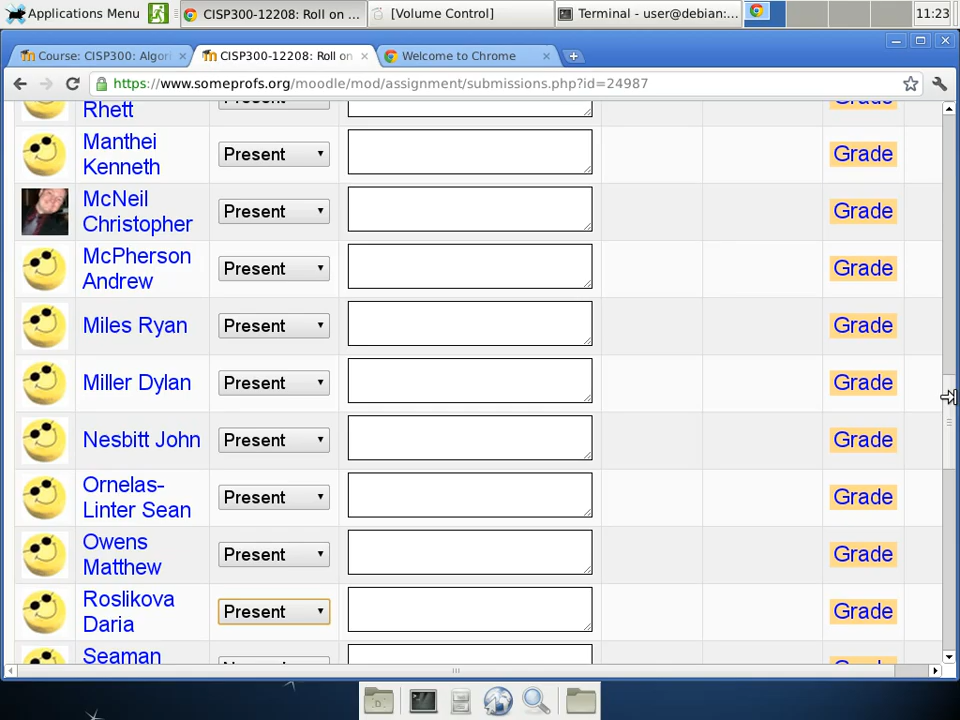 Applications Menu
CISP300-12208: Roll on ...
[Volume Control]
Terminal - user@debian:...
11:23
Course: CISP300: Algori
CISP300-12208: Roll on
Welcome to Chrome
https://www.someprofs.org/moodle/mod/assignment/submissions.php?id=24987
Rhett
Manthei
Kenneth
Present
Grade
McNeil
Christopher
Present
Grade
McPherson
Andrew
Present
Grade
Miles Ryan
Present
Grade
Miller Dylan
Present
Grade
Nesbitt John
Present
Grade
Ornelas-
Linter Sean
Present
Grade
Owens
Matthew
Present
Grade
Roslikova
Daria
Present
Grade
Seaman